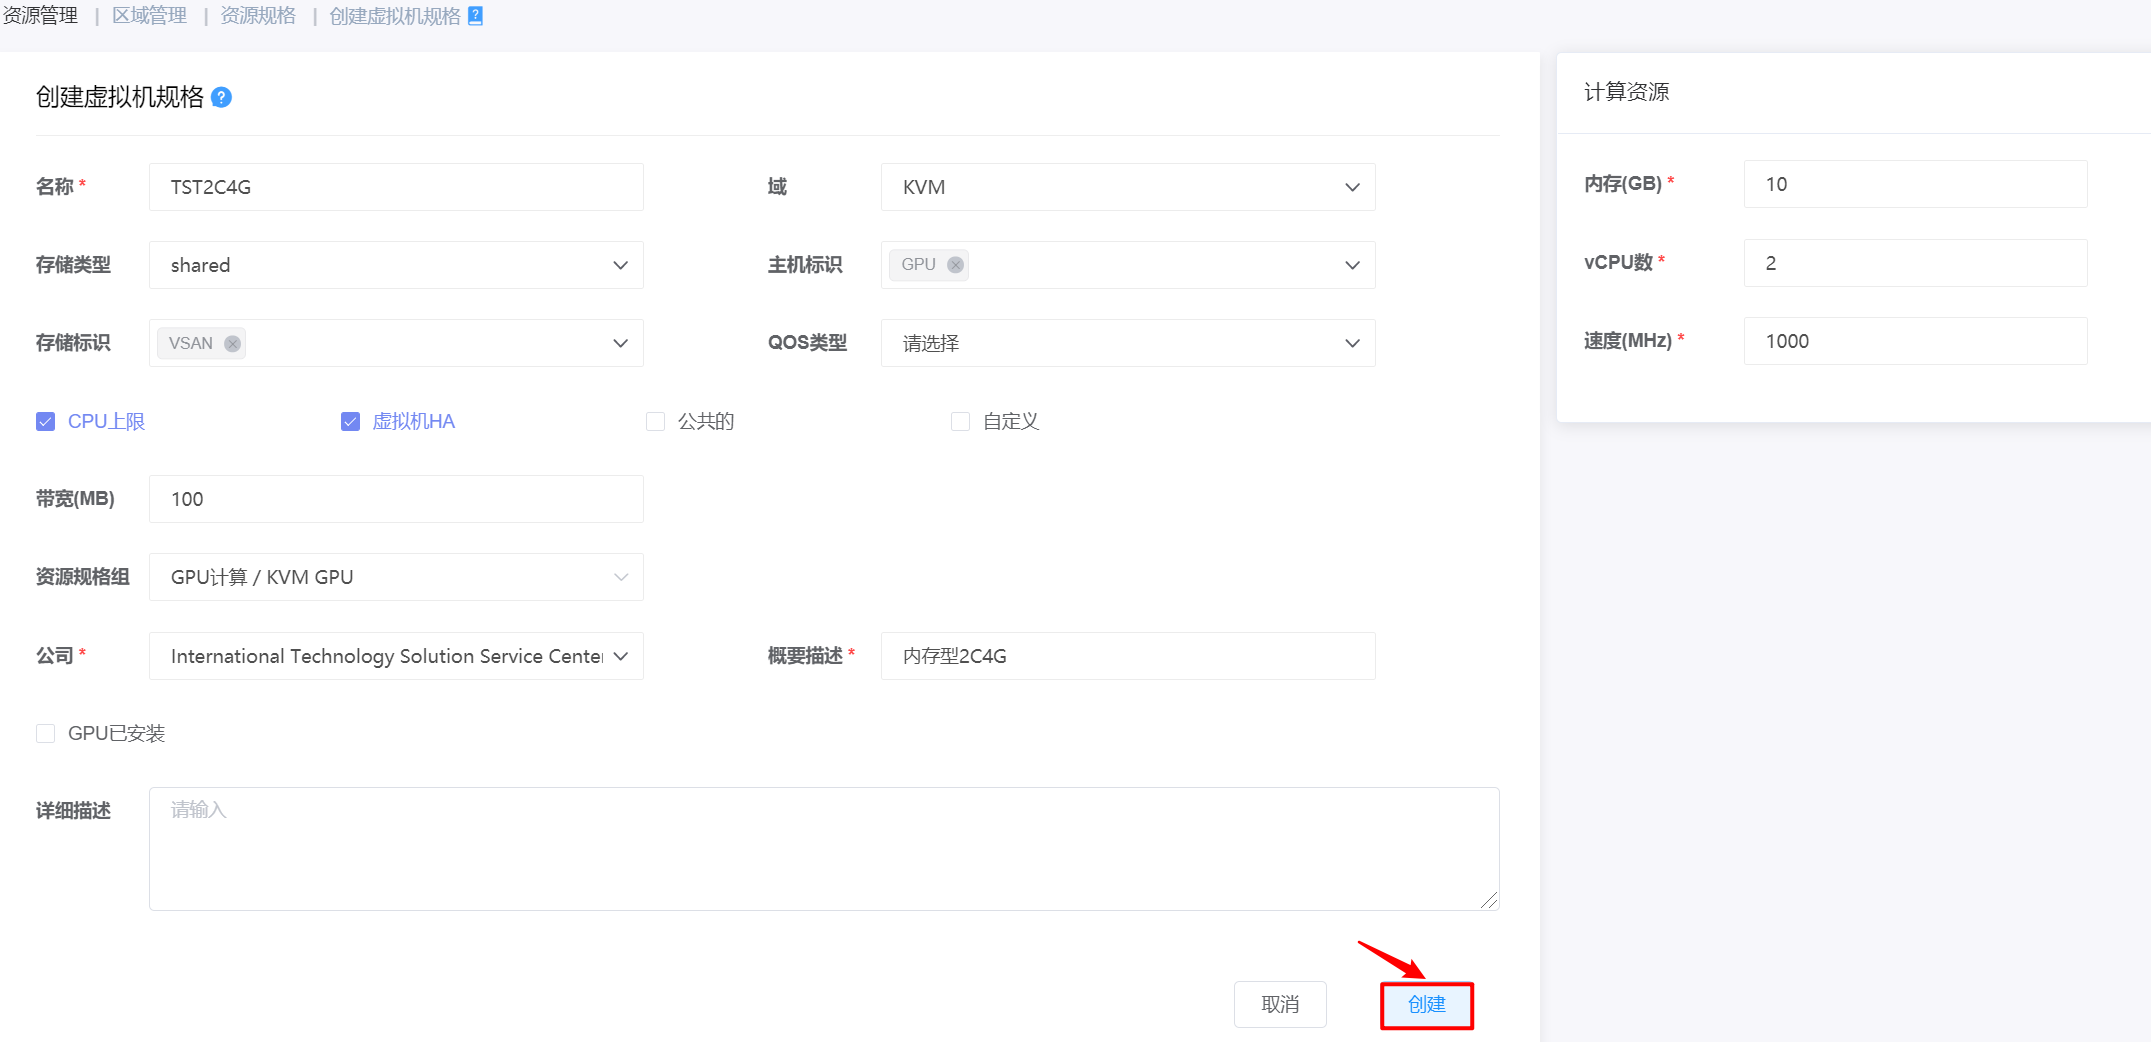 资源管理 | 区域管理 | 资源规格 | 创建虚拟机规格 ?
创建虚拟机规格 ?
名称 * TST2C4G 域 KVM
存储类型 shared 主机标识 GPU
存储标识 VSAN QOS类型 请选择
CPU上限 虚拟机HA 公共的 自定义
带宽(MB) 100
资源规格组 GPU计算 / KVM GPU
公司 * International Technology Solution Service Center 概要描述 * 内存型2C4G
GPU已安装
详细描述 请输入
取消 创建
计算资源
内存(GB) * 10
vCPU数 * 2
速度(MHz) * 1000